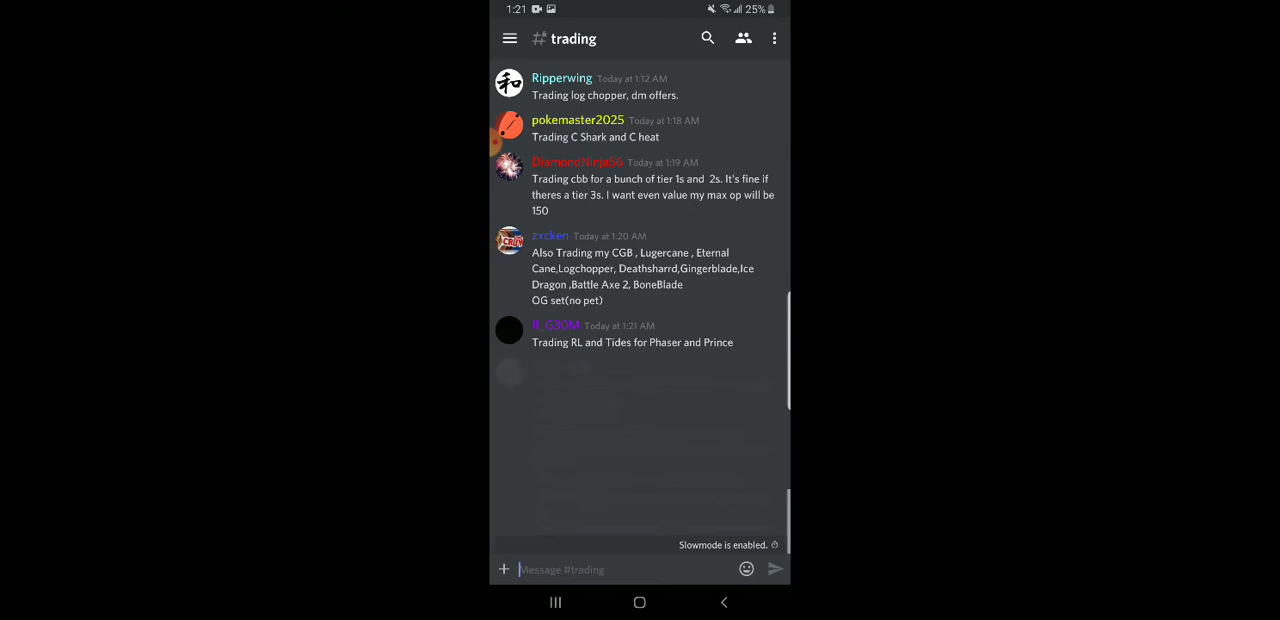 1:21 25%
# trading
Ripperwing Today at 1:12 AM
Trading log chopper, dm offers.
pokemaster2025 Today at 1:18 AM
Trading C Shark and C heat
DiamondNinja56 Today at 1:19 AM
Trading cbb for a bunch of tier 1s and 2s. It's fine if
theres a tier 3s. I want even value my max op will be
150
zxcken Today at 1:20 AM
Also Trading my CGB , Lugercane , Eternal
Cane,Logchopper, Deathsharrd,Gingerblade,Ice
Dragon ,Battle Axe 2, BoneBlade
OG set(no pet)
ll_G30M Today at 1:21 AM
Trading RL and Tides for Phaser and Prince
Slowmode is enabled.
Message #trading